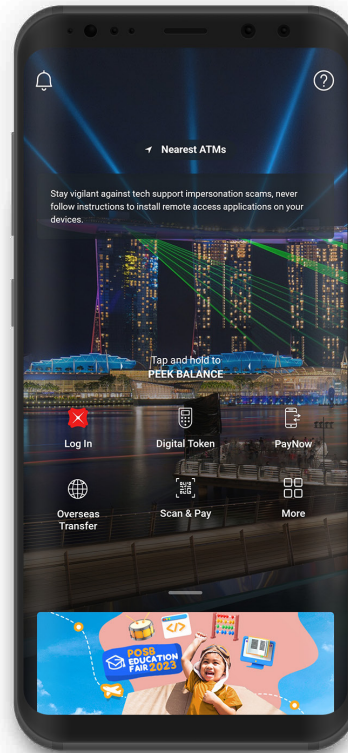 Nearest ATMs
Stay vigilant against tech support impersonation scams, never
follow instructions to install remote access applications on your
devices.
Tap and hold to
PEEK BALANCE
Log In
Digital Token
PayNow
Overseas
Transfer
Scan & Pay
More
POSB
EDUCATION
FAIR 2023